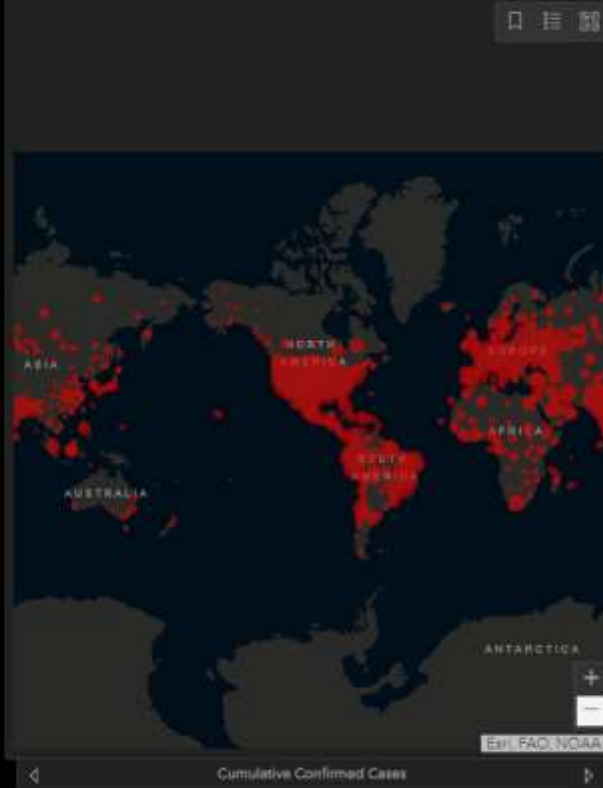 NORTH
AMERICA
EUROPE
ASIA
AFRICA
SOUTH
AMERICA
AUSTRALIA
ANTARCTICA
+
−
Esri, FAO, NOAA
Cumulative Confirmed Cases